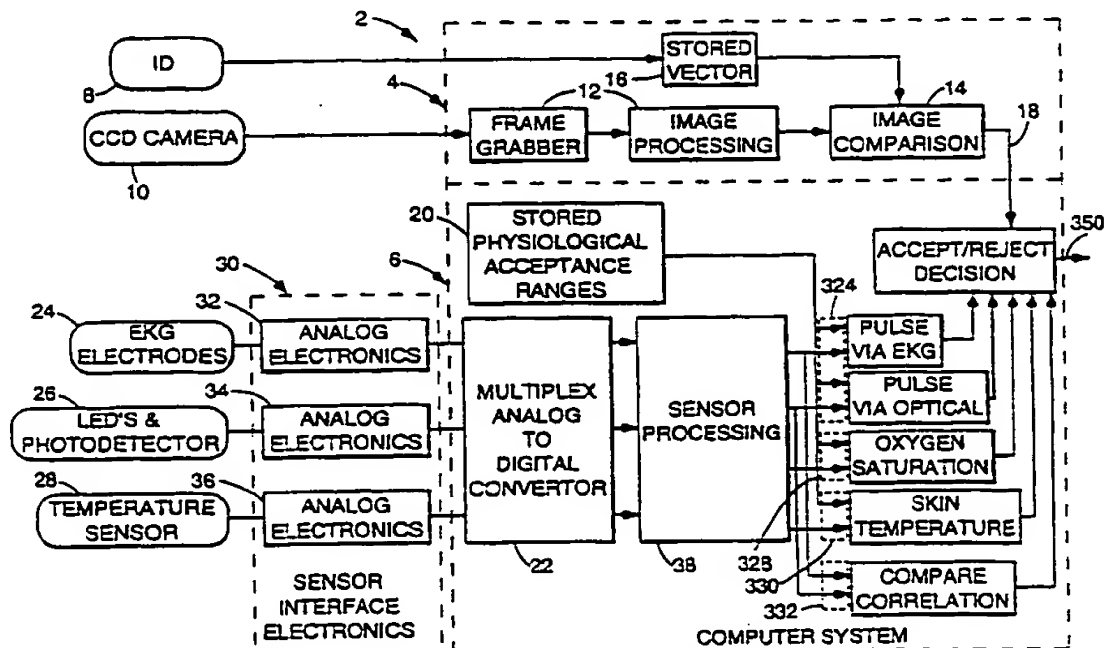 2
ID
8
STORED
VECTOR
16
4
12
14
18
CCD CAMERA
10
FRAME
GRABBER
IMAGE
PROCESSING
IMAGE
COMPARISON
20
STORED
PHYSIOLOGICAL
ACCEPTANCE
RANGES
ACCEPT/REJECT
DECISION
350
30
6
324
24
EKG
ELECTRODES
32
ANALOG
ELECTRONICS
26
LED'S &
PHOTODETECTOR
34
ANALOG
ELECTRONICS
28
TEMPERATURE
SENSOR
36
ANALOG
ELECTRONICS
SENSOR
INTERFACE
ELECTRONICS
MULTIPLEX
ANALOG
TO
DIGITAL
CONVERTOR
22
SENSOR
PROCESSING
38
PULSE
VIA EKG
PULSE
VIA OPTICAL
OXYGEN
SATURATION
328
SKIN
TEMPERATURE
330
332
COMPARE
CORRELATION
COMPUTER SYSTEM